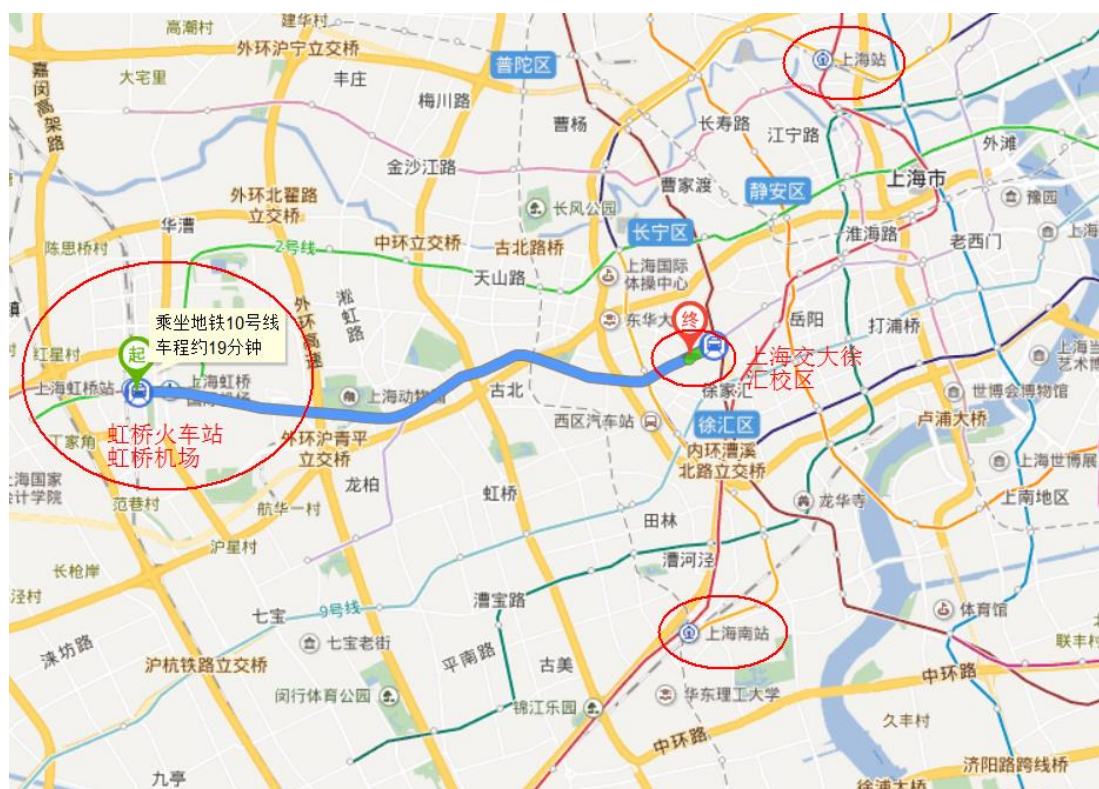 高潮村
建华村
外环沪宁立交桥
大宅里
丰庄
普陀区
上海站
嘉闵高架路
梅川路
曹杨
长寿路
江宁路
外滩
金沙江路
曹家渡
静安区
上海市
外环北翟路
立交桥
长风公园
豫园
华漕
陈思桥村
2号线
中环立交桥
古北路桥
长宁区
淮海路
老西门
上海国际
体操中心
天山路
淞虹路
外环高速
乘坐地铁10号线
车程约19分钟
东华大
终
岳阳
打浦桥
红星村
起
上海交大徐
汇校区
上海虹桥站
上海虹桥
上海动物园
古北
徐家汇
世博会博物馆
西区汽车站
徐汇区
卢浦大桥
虹桥火车站
虹桥机场
丁家角
外环沪青平
立交桥
内环漕溪
北路立交桥
上海世博展
上海国家
会计学院
龙柏
虹桥
龙华寺
上南地区
范巷村
航华一村
田林
沪星村
漕河泾
长枪岸
泾村
七宝
9号线
漕宝路
体育馆
上海南站
七宝老街
平南路
古美
联丰村
涞坊路
沪杭铁路立交桥
中环路
闵行体育公园
锦江乐园
华东理工大学
久丰村
中环路
九亭
济阳路跨线桥
徐浦大桥